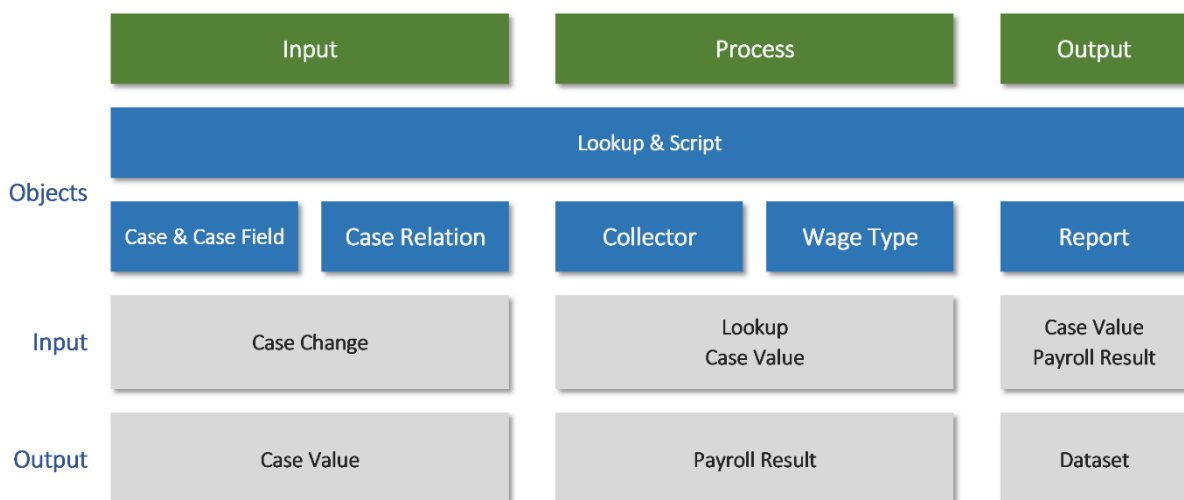 Input
Process
Output
Lookup & Script
Objects
Case & Case Field
Case Relation
Collector
Wage Type
Report
Input
Case Change
Lookup
Case Value
Case Value
Payroll Result
Output
Case Value
Payroll Result
Dataset